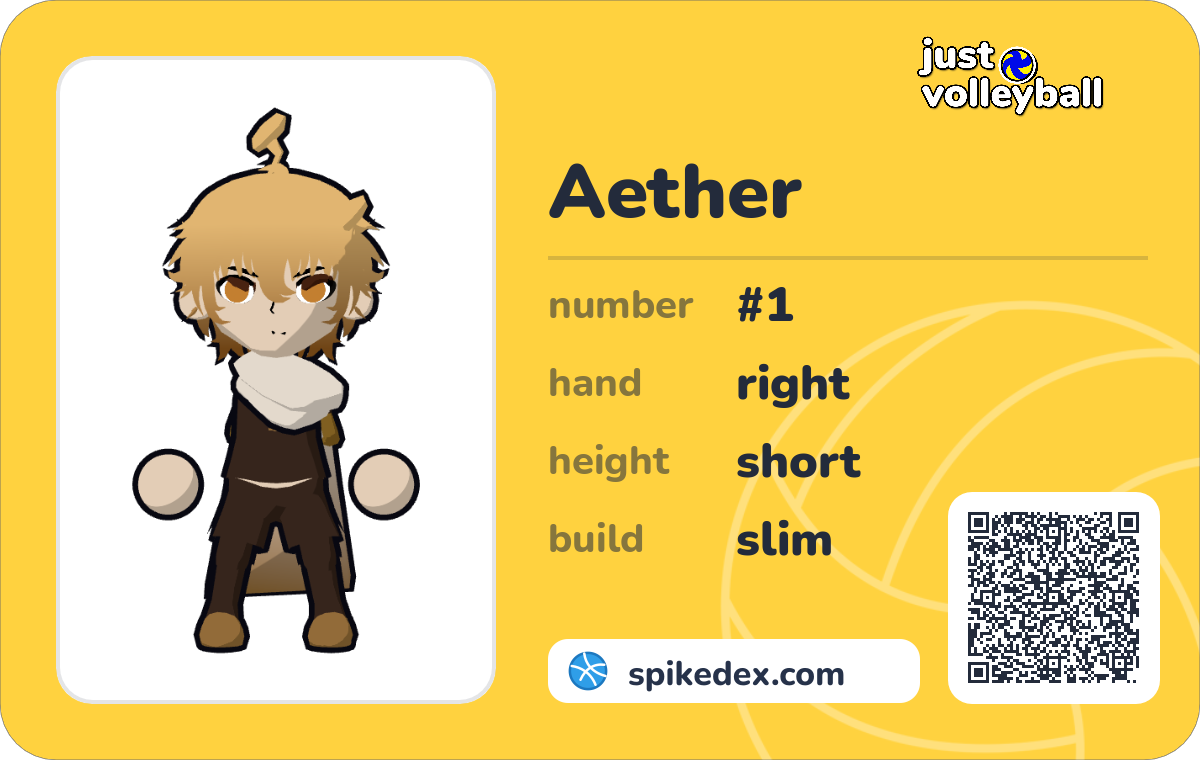 just
volleyball
Aether
number #1
hand right
height short
build slim
spikedex.com